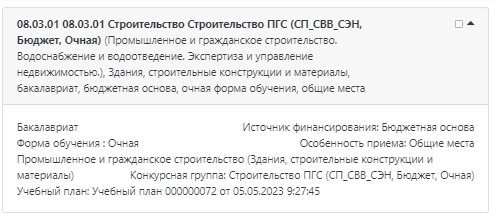 08.03.01 08.03.01 Строительство Строительство ПГС (СП_СВВ_СЭН,
Бюджет, Очная) (Промышленное и гражданское строительство.
Водоснабжение и водоотведение. Экспертиза и управление
недвижимостью.), Здания, строительные конструкции и материалы,
бакалавриат, бюджетная основа, очная форма обучения, общие места
Бакалавриат Источник финансирования: Бюджетная основа
Форма обучения : Очная Особенность приема: Общие места
Промышленное и гражданское строительство (Здания, строительные конструкции и
материалы) Конкурсная группа: Строительство ПГС (СП_СВВ_СЭН, Бюджет, Очная)
Учебный план: Учебный план 000000072 от 05.05.2023 9:27:45